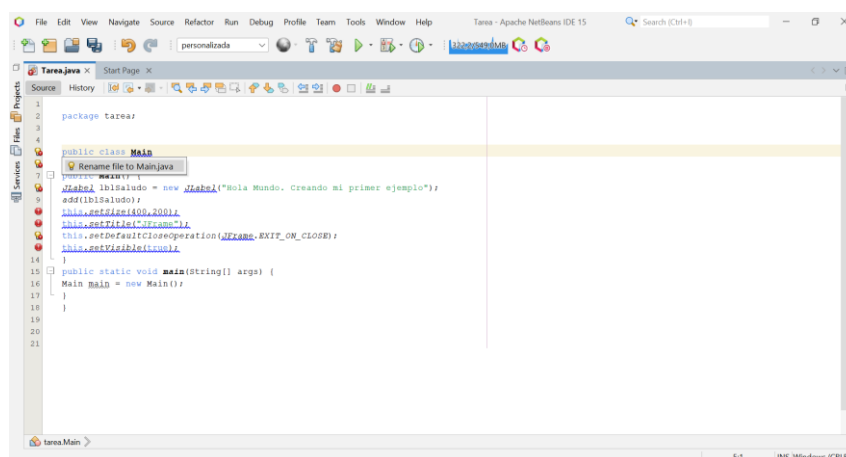 File Edit View Navigate Source Refactor Run Debug Profile Team Tools Window Help Tarea - Apache NetBeans IDE 15 Search (Ctrl+I)
personalizada
Tarea.java × Start Page ×
Source History
Projects
Files
Services
1
2 package tarea;
3
4
public class Main
Rename file to Main.java
7 public Main() {
JLabel lblSaludo = new JLabel("Hola Mundo. Creando mi primer ejemplo");
9 add(lblSaludo);
this.setSize(400,200);
this.setTitle("JFrame");
this.setDefaultCloseOperation(JFrame.EXIT_ON_CLOSE);
this.setVisible(true);
14 }
15 public static void main(String[] args) {
16 Main main = new Main();
17 }
18 }
19
20
21
tarea.Main
5:1 INS